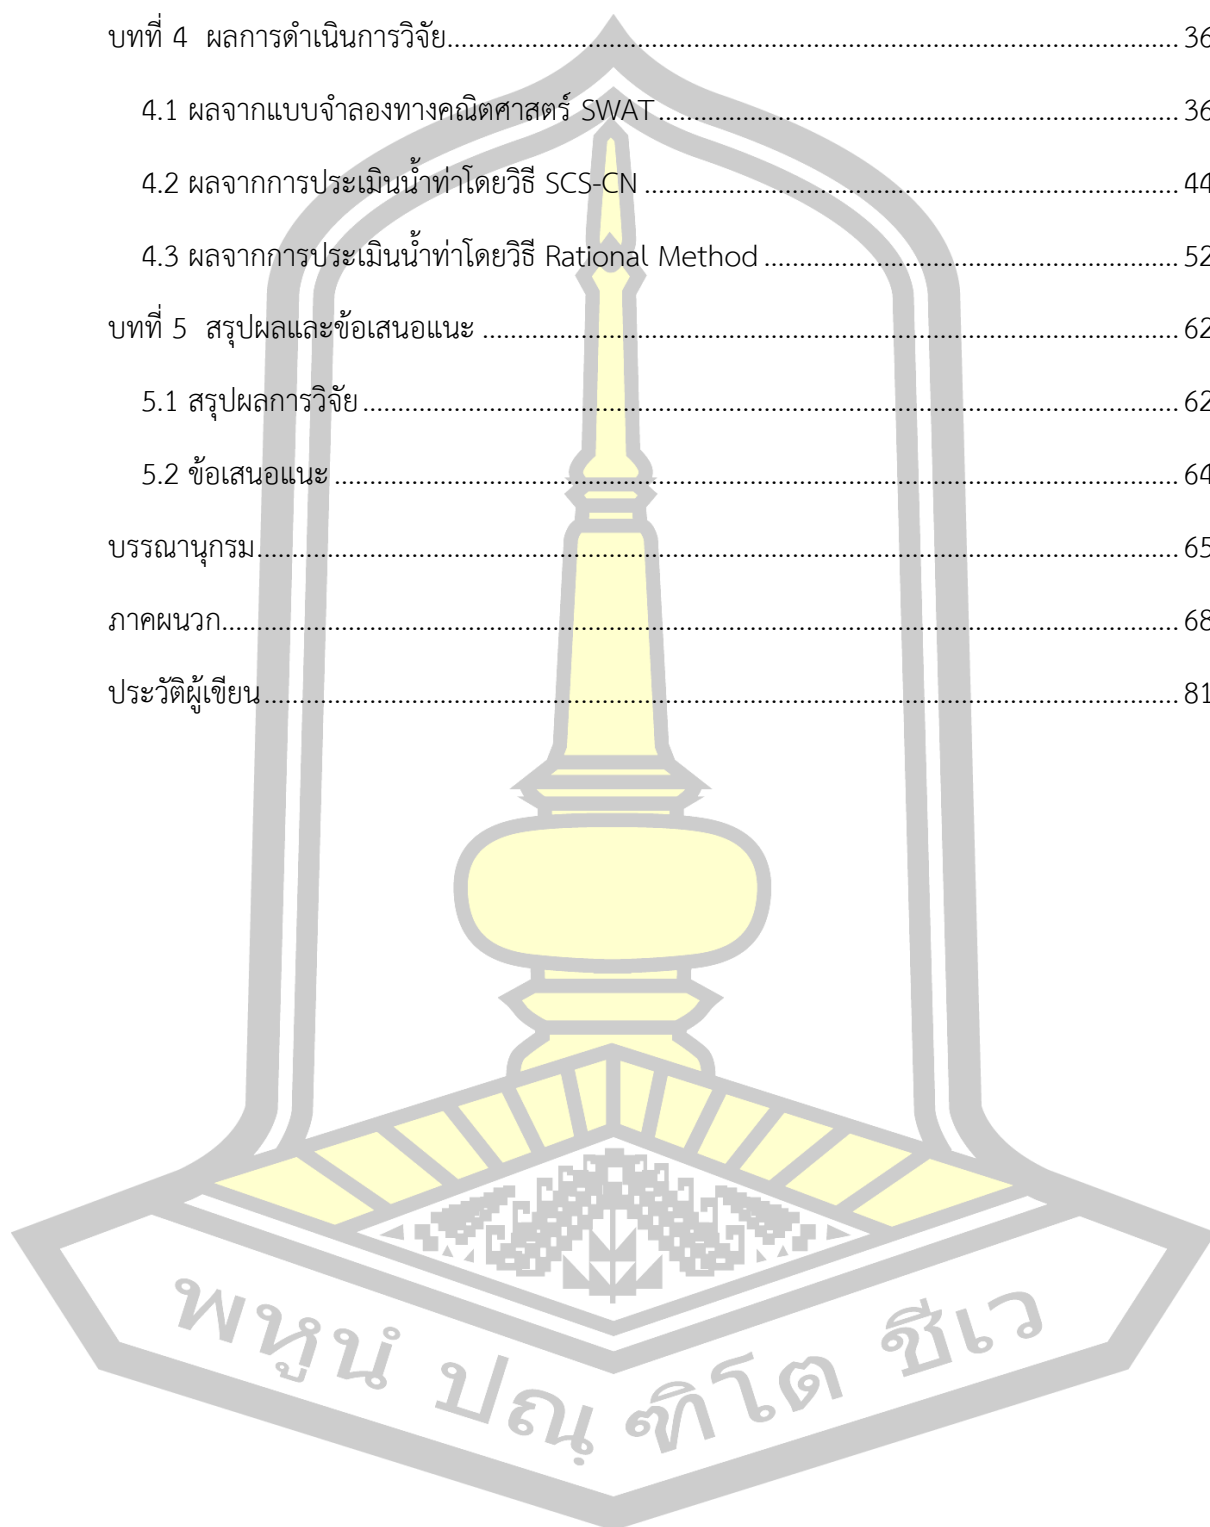 บทที่ 4 ผลการดำเนินการวิจัย.......... 36
4.1 ผลจากแบบจำลองทางคณิตศาสตร์ SWAT.......... 36
4.2 ผลจากการประเมินน้ำท่าโดยวิธี SCS-CN.......... 44
4.3 ผลจากการประเมินน้ำท่าโดยวิธี Rational Method.......... 52
บทที่ 5 สรุปผลและข้อเสนอแนะ.......... 62
5.1 สรุปผลการวิจัย.......... 62
5.2 ข้อเสนอแนะ.......... 64
บรรณานุกรม.......... 65
ภาคผนวก.......... 68
ประวัติผู้เขียน.......... 81
พหูนํ ปณฺฑิโต ชีเว